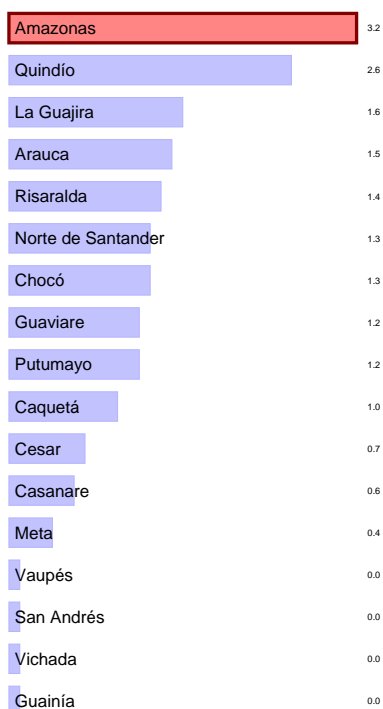 Amazonas 3.2
Quindío 2.6
La Guajira 1.6
Arauca 1.5
Risaralda 1.4
Norte de Santander 1.3
Chocó 1.3
Guaviare 1.2
Putumayo 1.2
Caquetá 1.0
Cesar 0.7
Casanare 0.6
Meta 0.4
Vaupés 0.0
San Andrés 0.0
Vichada 0.0
Guainía 0.0